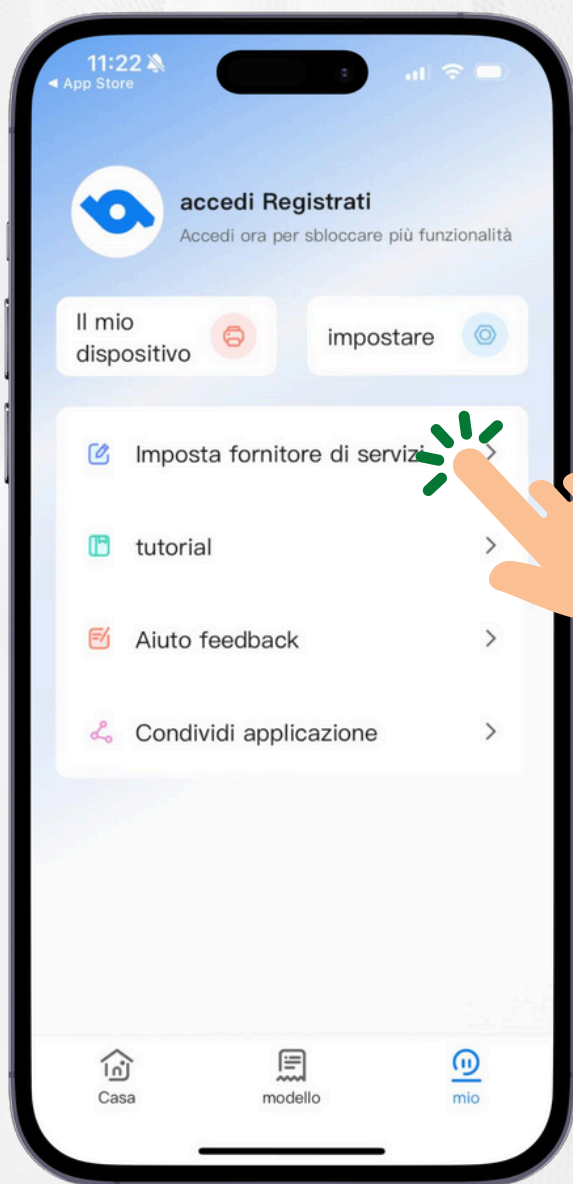 11:22
◀ App Store
accedi Registrati
Accedi ora per sbloccare più funzionalità
Il mio
dispositivo
impostare
Imposta fornitore di servizi
tutorial
Aiuto feedback
Condividi applicazione
Casa
modello
mio